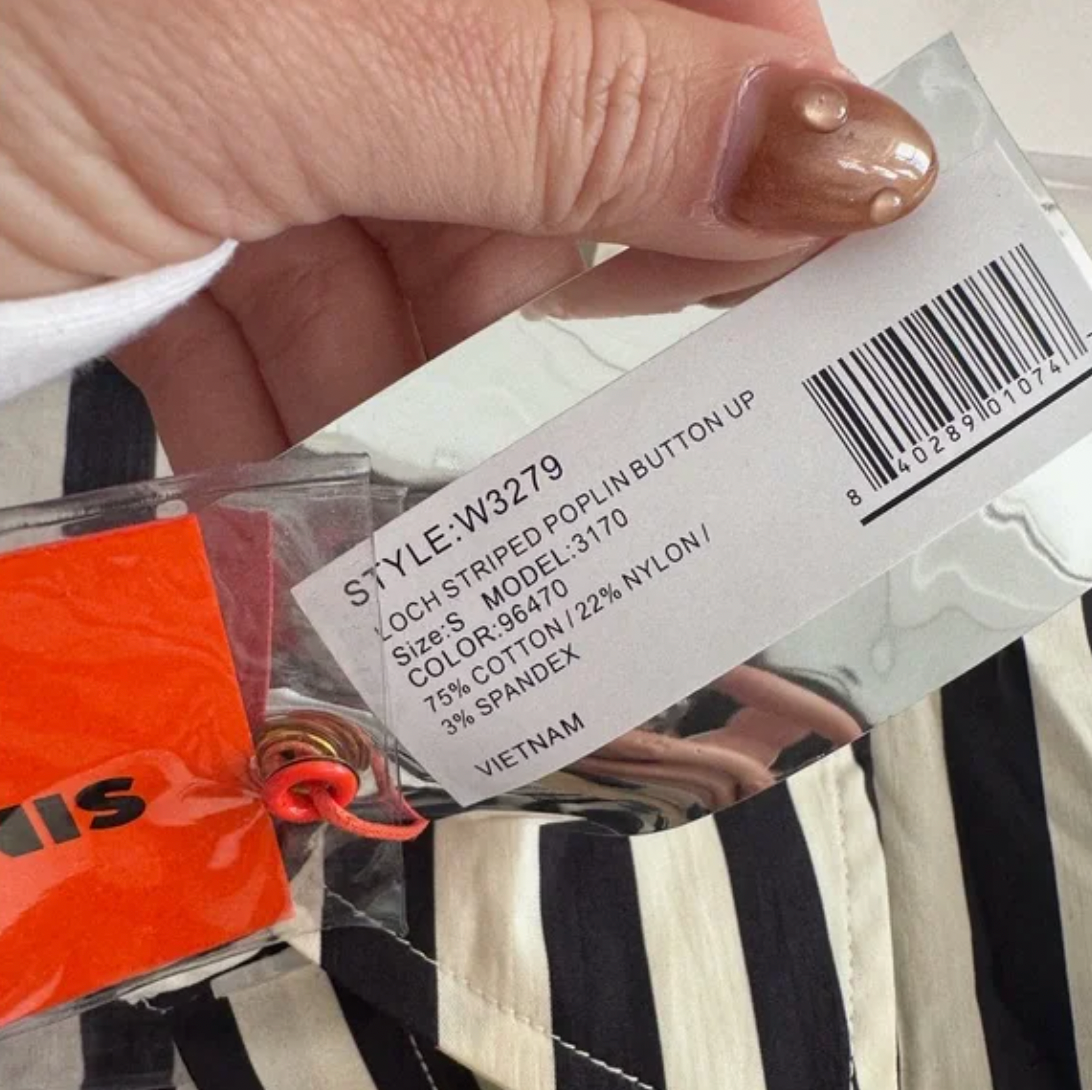 STYLE:W3279
LOCH STRIPED POPLIN BUTTON UP
Size:S MODEL:3170
COLOR:96470
75% COTTON / 22% NYLON /
3% SPANDEX
VIETNAM
8 40289 01074